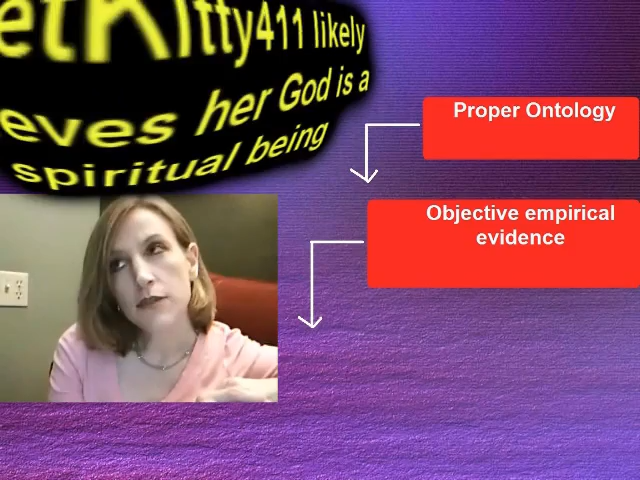 etKitty411 likely
eves her God is a
spiritual being
Proper Ontology
Objective empirical
evidence